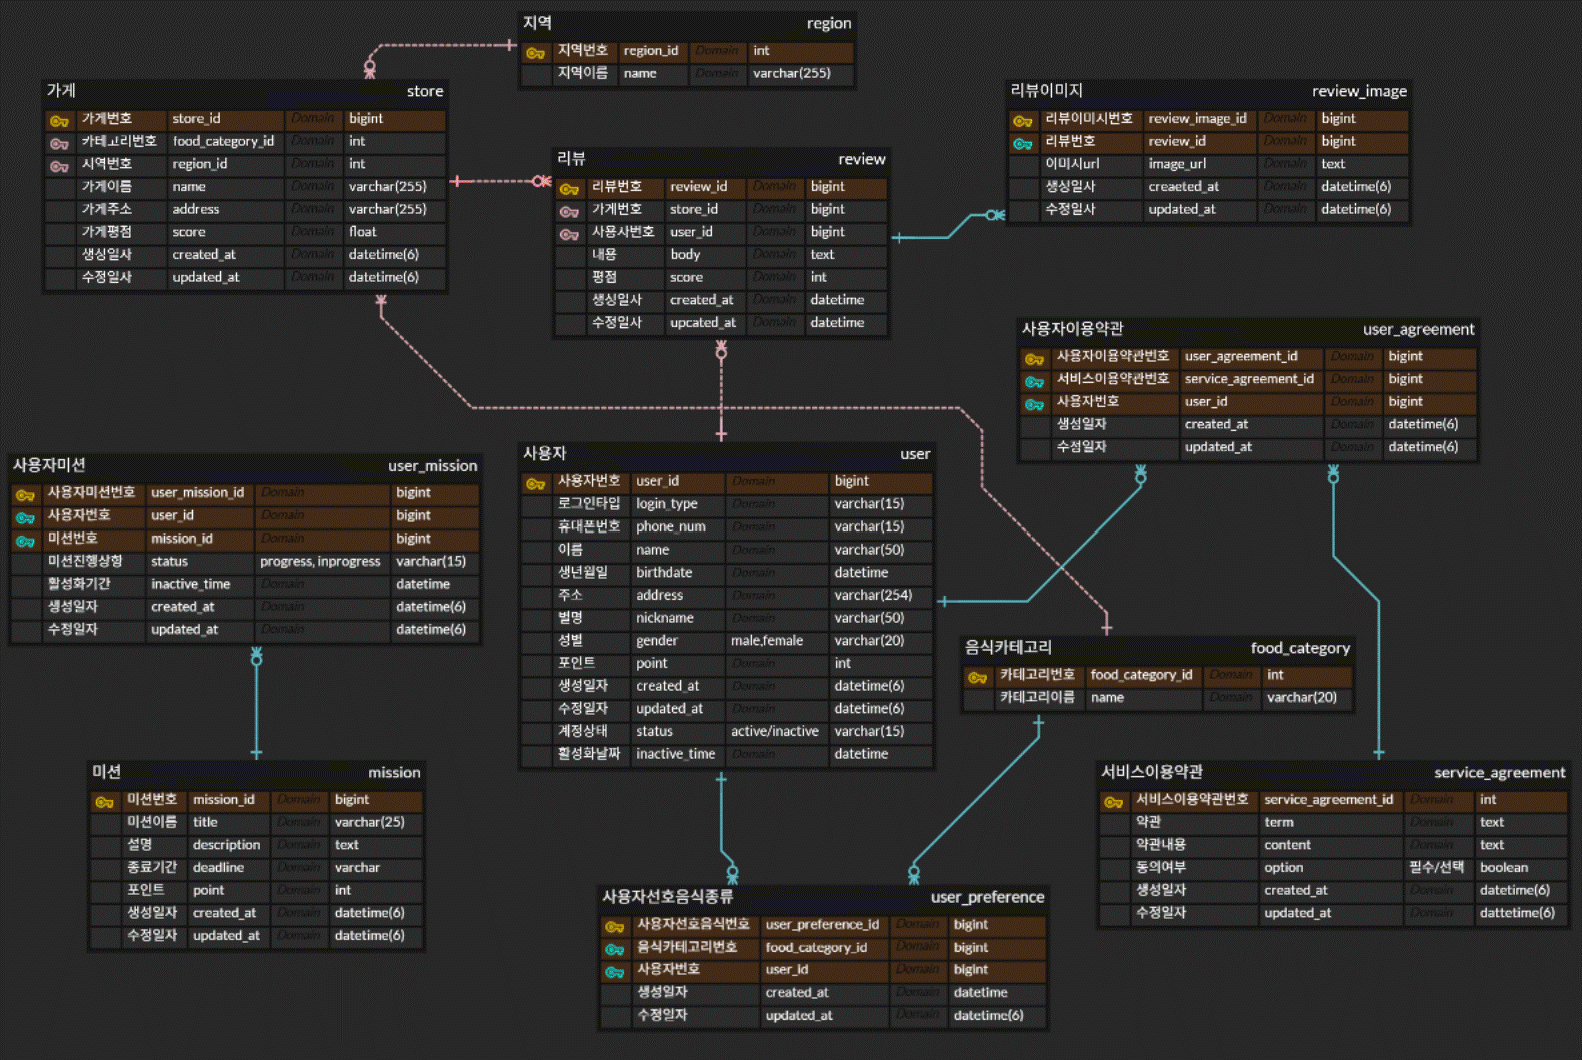 지역 region
지역번호 region_id Domain int
지역이름 name Domain varchar(255)
가게 store
가게번호 store_id Domain bigint
카테고리번호 food_category_id Domain int
시역번호 region_id Domain int
가게이름 name Domain varchar(255)
가게주소 address Domain varchar(255)
가게평점 score Domain float
생싱일사 created_at Domain datetime(6)
수정일사 updated_at Domain datetime(6)
리뷰 review
리뷰번호 review_id Domain bigint
가게번호 store_id Domain bigint
사용사번호 user_id Domain bigint
내용 body Domain text
평점 score Domain int
생싱일사 created_at Domain datetime
수정일사 upcated_at Domain datetime
리뷰이미지 review_image
리뷰이미시번호 review_image_id Domain bigint
리뷰번호 review_id Domain bigint
이미시url image_url Domain text
생싱일사 creaeted_at Domain datetime(6)
수정일사 updated_at Domain datetime(6)
사용자이용약관 user_agreement
사용자이용약관번호 user_agreement_id Domain bigint
서비스이용약관번호 service_agreement_id Domain bigint
사용자번호 user_id Domain bigint
생성일자 created_at Domain datetime(6)
수정일자 updated_at Domain datetime(6)
사용자미션 user_mission
사용자미션번호 user_mission_id Domain bigint
사용자번호 user_id Domain bigint
미션번호 mission_id Domain bigint
미션진행상항 status progress, inprogress varchar(15)
활성화기간 inactive_time Domain datetime
생성일자 created_at Domain datetime(6)
수정일자 updated_at Domain datetime(6)
사용자 user
사용자번호 user_id Domain bigint
로그인타입 login_type Domain varchar(15)
휴대폰번호 phone_num Domain varchar(15)
이름 name Domain varchar(50)
생년월일 birthdate Domain datetime
주소 address Domain varchar(254)
별명 nickname Domain varchar(50)
성별 gender male,female varchar(20)
포인트 point Domain int
생성일자 created_at Domain datetime(6)
수정일자 updated_at Domain datetime(6)
계정상태 status active/inactive varchar(15)
활성화날짜 inactive_time Domain datetime
음식카테고리 food_category
카테고리번호 food_category_id Domain int
카테고리이름 name Domain varchar(20)
미션 mission
미션번호 mission_id Domain bigint
미션이름 title Domain varchar(25)
설명 description Domain text
종료기간 deadline Domain varchar
포인트 point Domain int
생성일자 created_at Domain datetime(6)
수정일자 updated_at Domain datetime(6)
서비스이용약관 service_agreement
서비스이용약관번호 service_agreement_id Domain int
약관 term Domain text
약관내용 content Domain text
동의여부 option 필수/선택 boolean
생성일자 created_at Domain datetime(6)
수정일자 updated_at Domain dattetime(6)
사용자선호음식종류 user_preference
사용자선호음식번호 user_preference_id Domain bigint
음식카테고리번호 food_category_id Domain bigint
사용자번호 user_id Domain bigint
생성일자 created_at Domain datetime
수정일자 updated_at Domain datetime(6)